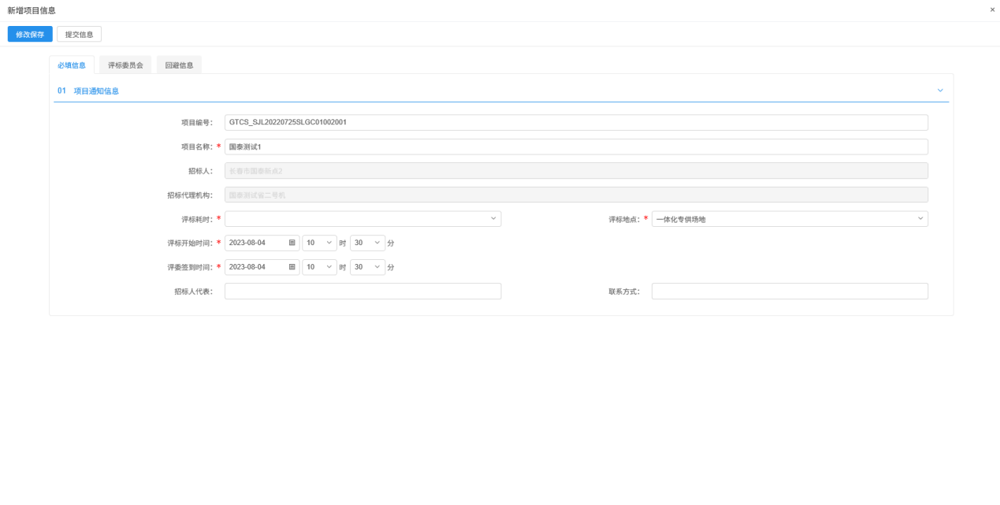 新增项目信息 ×
修改保存 提交信息
必填信息 评标委员会 回避信息
01 项目通知信息
项目编号： GTCS_SJL20220725SLGC01002001
项目名称：* 国泰测试1
招标人： 长春市国泰新点2
招标代理机构： 国泰测试省二号机
评标耗时：* 评标地点：* 一体化专供场地
评标开始时间：* 2023-08-04 10 时 30 分
评委签到时间：* 2023-08-04 10 时 30 分
招标人代表： 联系方式：